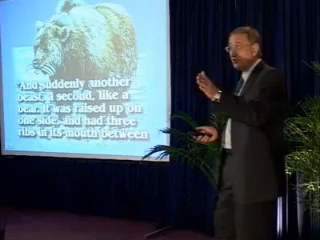 "And suddenly another
beast, a second, like a
bear. It was raised up on
one side, and had three
ribs in its mouth between